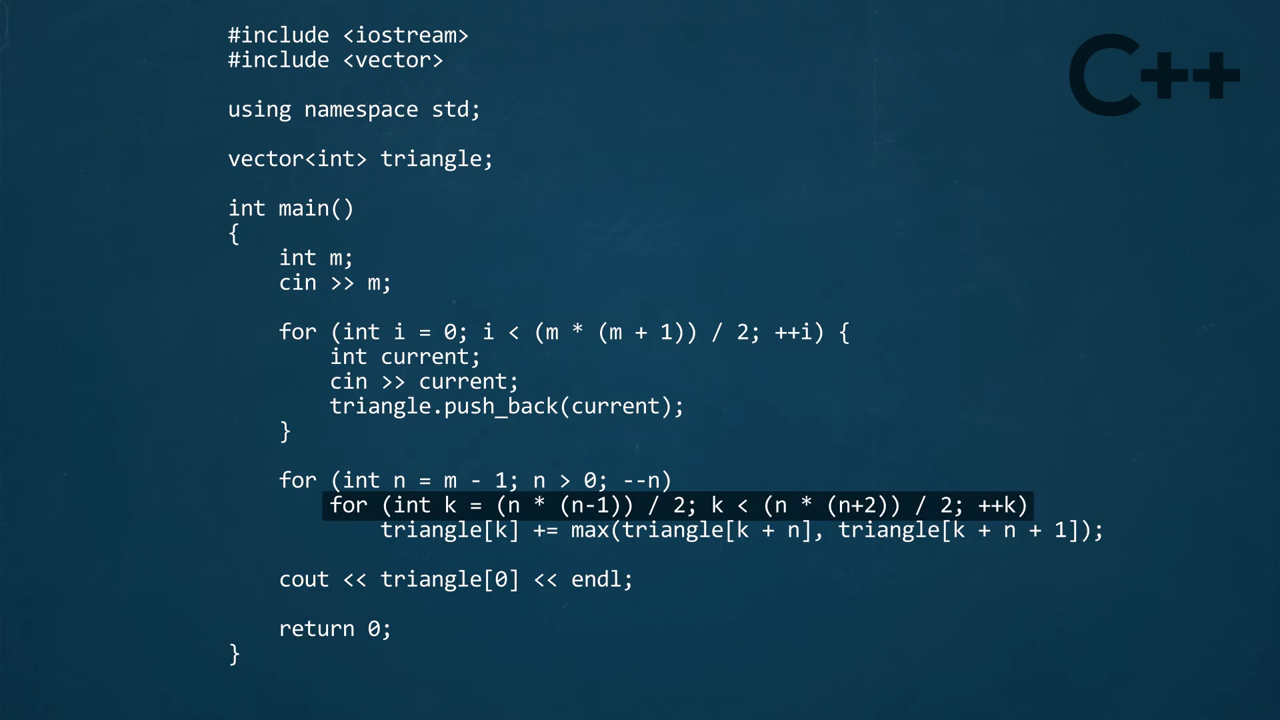 C++
#include <iostream>
#include <vector>
using namespace std;
vector<int> triangle;
int main()
{
    int m;
    cin >> m;
    for (int i = 0; i < (m * (m + 1)) / 2; ++i) {
        int current;
        cin >> current;
        triangle.push_back(current);
    }
    for (int n = m - 1; n > 0; --n)
        for (int k = (n * (n-1)) / 2; k < (n * (n+2)) / 2; ++k)
            triangle[k] += max(triangle[k + n], triangle[k + n + 1]);
    cout << triangle[0] << endl;
    return 0;
}